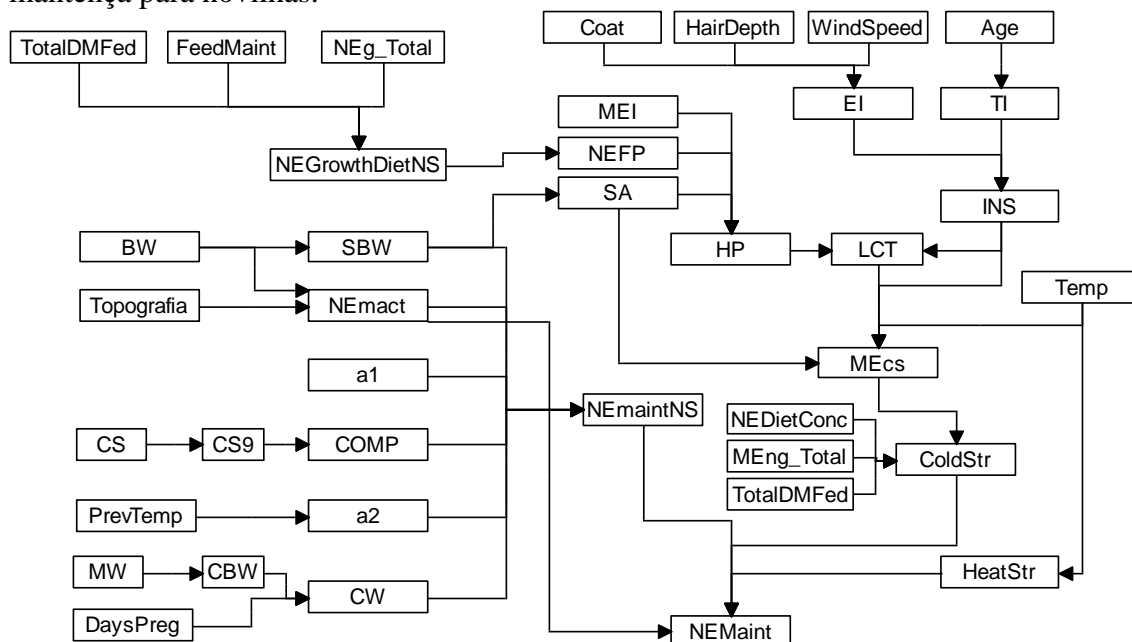 mantença para novilhas.
Coat HairDepth WindSpeed Age
TotalDMFed FeedMaint NEg_Total
EI TI
MEI
NEGrowthDietNS NEFP
SA INS
BW SBW HP LCT
Topografia NEmact Temp
a1 MEcs
NEmaintNS NEDietConc
CS CS9 COMP MEng_Total ColdStr
TotalDMFed
PrevTemp a2
MW CBW CW HeatStr
DaysPreg NEMaint